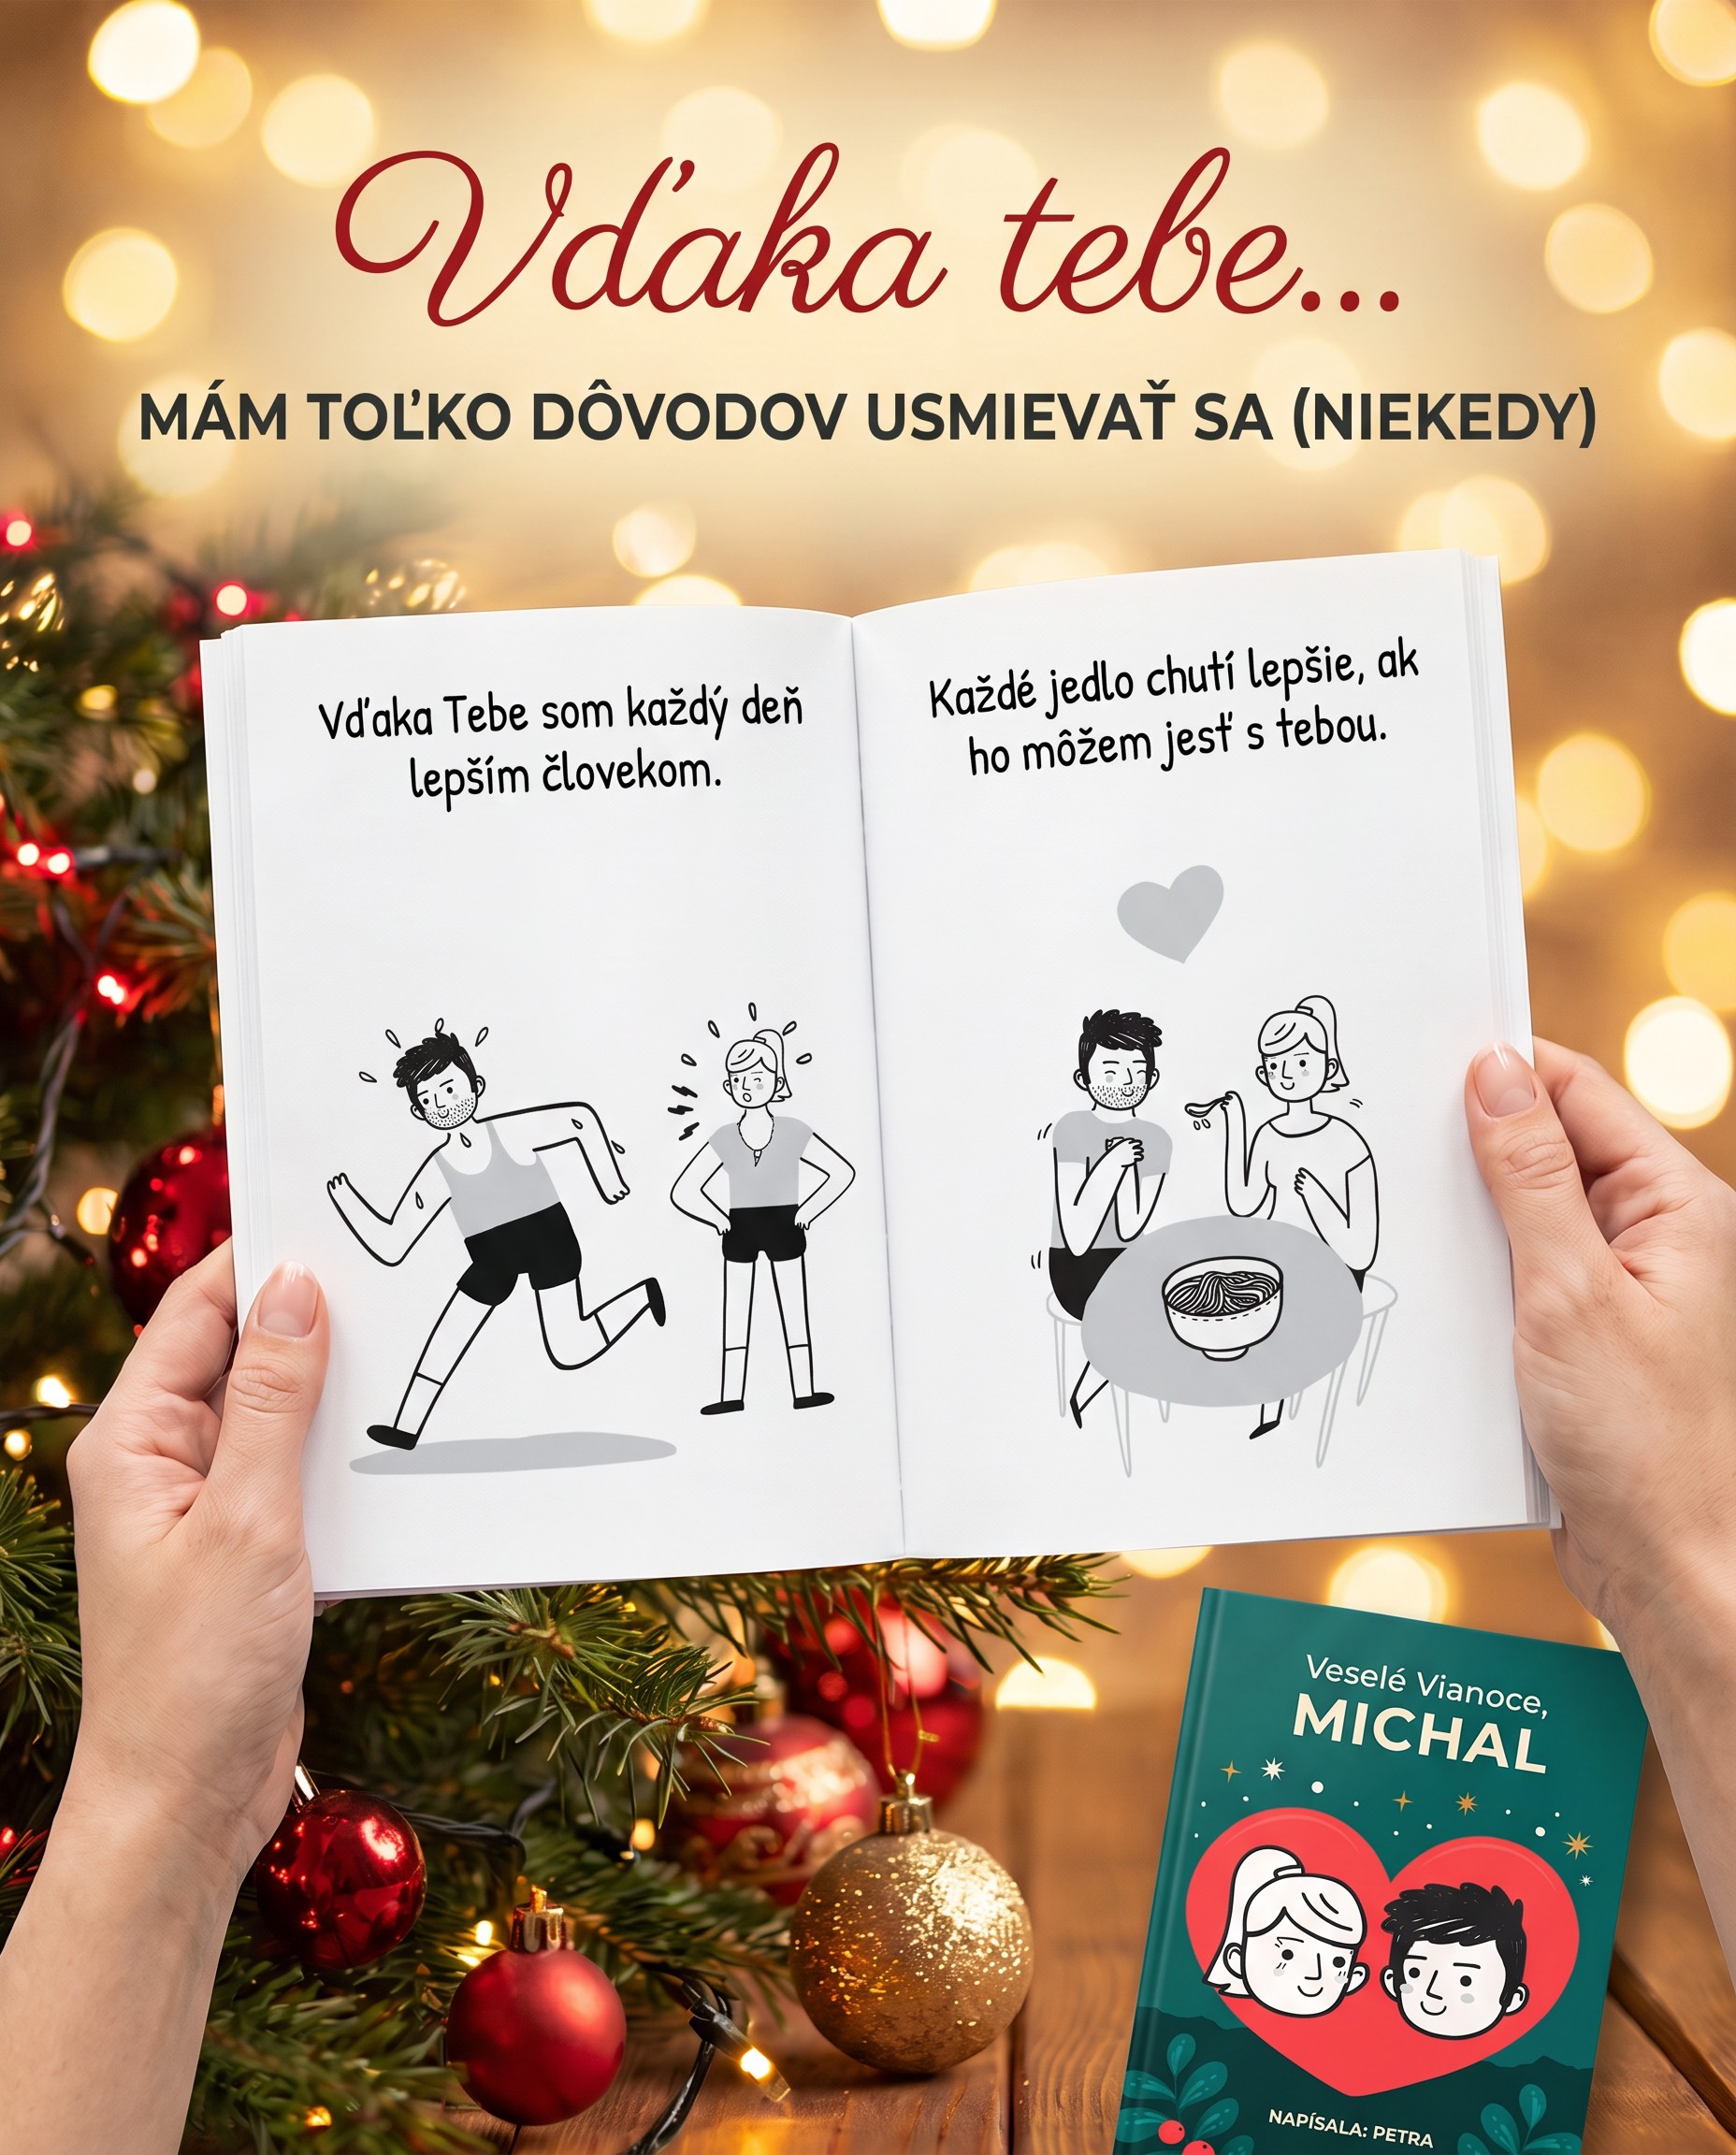 Vďaka tebe...
MÁM TOĽKO DÔVODOV USMIEVAŤ SA (NIEKEDY)
Vďaka Tebe som každý deň
lepším človekom.
Každé jedlo chutí lepšie, ak
ho môžem jesť s tebou.
Veselé Vianoce,
MICHAL
NAPÍSALA: PETRA